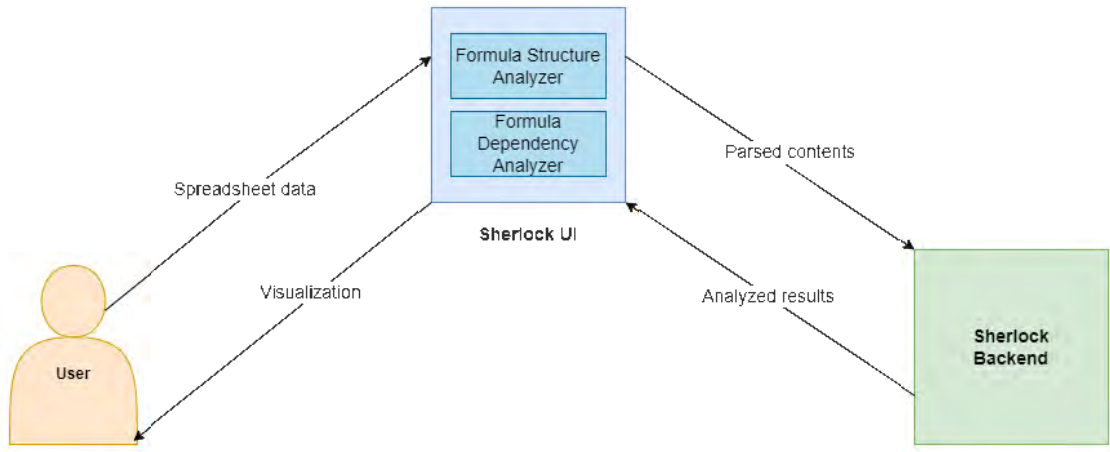 Formula Structure
Analyzer
Formula
Dependency
Analyzer
Parsed contents
Spreadsheet data
Sherlock UI
Visualization
Analyzed results
Sherlock
Backend
User